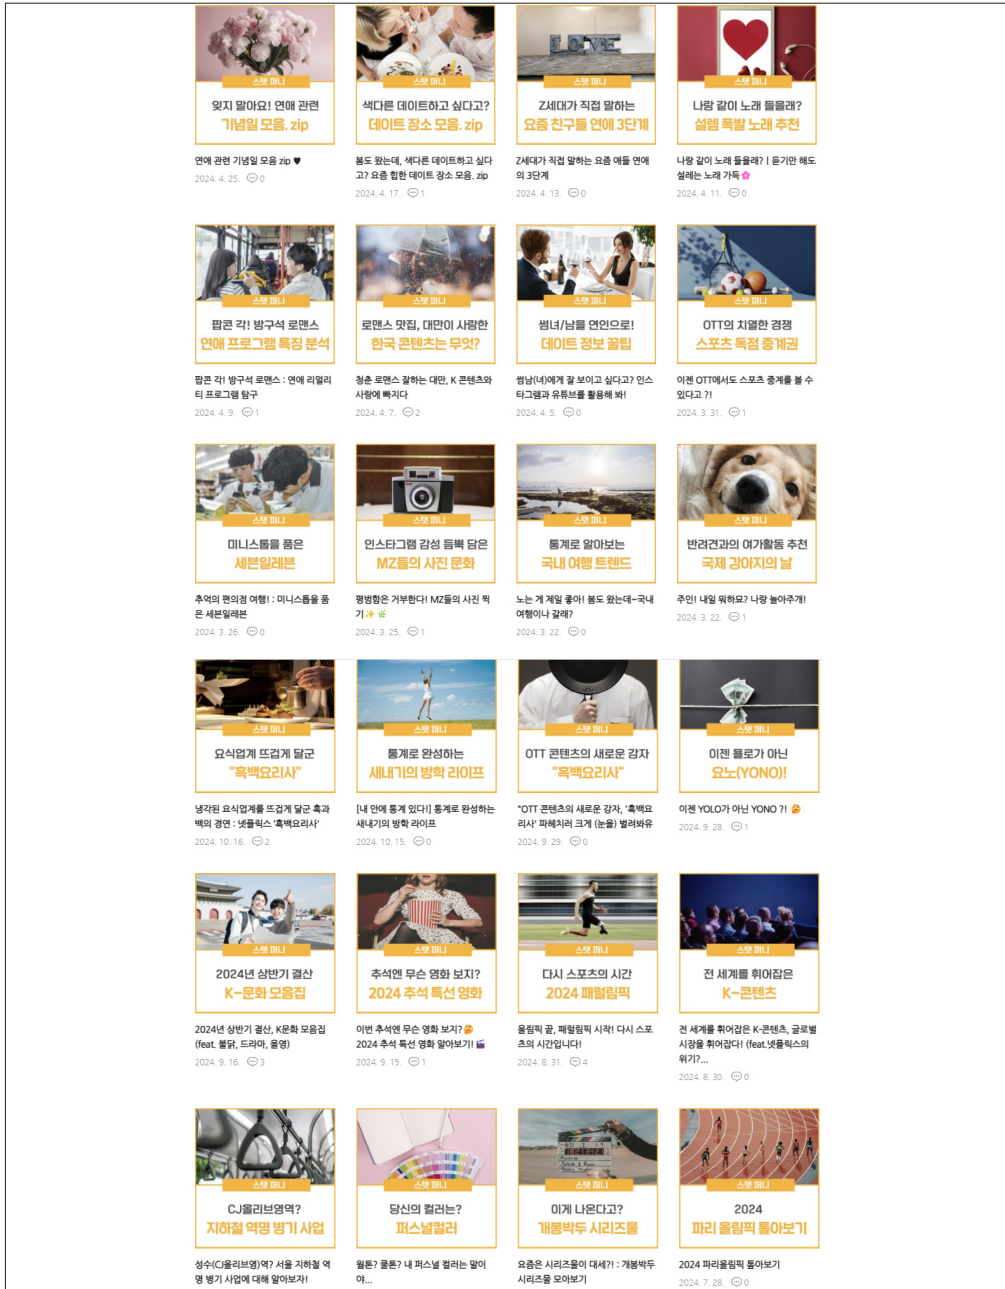 스탯 퍼니
잊지 말아요! 연애 관련
기념일 모음. zip
연애 관련 기념일 모음 zip ♥
2024. 4. 25. 0
스탯 퍼니
색다른 데이트하고 싶다고?
데이트 장소 모음. zip
봄도 왔는데, 색다른 데이트하고 싶다
고? 요즘 힙한 데이트 장소 모음. zip
2024. 4. 17. 1
LOVE
스탯 퍼니
Z세대가 직접 말하는
요즘 친구들 연애 3단계
Z세대가 직접 말하는 요즘 애들 연애
의 3단계
2024. 4. 13. 0
스탯 퍼니
나랑 같이 노래 들을래?
설렘 폭발 노래 추천
나랑 같이 노래 들을래? | 듣기만 해도
설레는 노래 가득🌸
2024. 4. 11. 0
스탯 퍼니
팝콘 각! 방구석 로맨스
연애 프로그램 특징 분석
팝콘 각! 방구석 로맨스 : 연애 리얼리
티 프로그램 탐구
2024. 4. 9. 1
스탯 퍼니
로맨스 맛집, 대만이 사랑한
한국 콘텐츠는 무엇?
청춘 로맨스 잘하는 대만, K 콘텐츠와
사랑에 빠지다
2024. 4. 7. 2
스탯 퍼니
썸녀/남을 연인으로!
데이트 정보 꿀팁
썸남(녀)에게 잘 보이고 싶다고? 인스
타그램과 유튜브를 활용해 봐!
2024. 4. 5. 0
스탯 퍼니
OTT의 치열한 경쟁
스포츠 독점 중계권
이젠 OTT에서도 스포츠 중계를 볼 수
있다고 ?!
2024. 3. 31. 1
스탯 퍼니
미니스톱을 품은
세븐일레븐
추억의 편의점 여행! : 미니스톱을 품
은 세븐일레븐
2024. 3. 26. 0
스탯 퍼니
인스타그램 감성 듬뿍 담은
MZ들의 사진 문화
평범함은 거부한다! MZ들의 사진 찍
기✨ 🌿
2024. 3. 25. 1
스탯 퍼니
통계로 알아보는
국내 여행 트렌드
노는 게 제일 좋아! 봄도 왔는데~국내
여행이나 갈래?
2024. 3. 22. 0
스탯 퍼니
반려견과의 여가활동 추천
국제 강아지의 날
주인! 내일 뭐하요? 나랑 놀아주개!
2024. 3. 22. 1
스탯 퍼니
요식업계 뜨겁게 달군
"흑백요리사"
냉각된 요식업계를 뜨겁게 달군 흑과
백의 경연 : 넷플릭스 '흑백요리사'
2024. 10. 16. 2
스탯 퍼니
통계로 완성하는
새내기의 방학 라이프
[내 안에 통계 있다!] 통계로 완성하는
새내기의 방학 라이프
2024. 10. 15. 0
스탯 퍼니
OTT 콘텐츠의 새로운 강자
"흑백요리사"
"OTT 콘텐츠의 새로운 강자, '흑백요
리사' 파헤치러 크게 (눈을) 벌려봐유
2024. 9. 29. 0
스탯 퍼니
이젠 욜로가 아닌
요노(YONO)!
이젠 YOLO가 아닌 YONO ?! 🤔
2024. 9. 28. 1
스탯 퍼니
2024년 상반기 결산
K-문화 모음집
2024년 상반기 결산, K문화 모음집
(feat. 불닭, 드라마, 올영)
2024. 9. 16. 3
스탯 퍼니
추석엔 무슨 영화 보지?
2024 추석 특선 영화
이번 추석엔 무슨 영화 보지?🤔
2024 추석 특선 영화 알아보기!🎬
2024. 9. 15. 1
스탯 퍼니
다시 스포츠의 시간
2024 패럴림픽
올림픽 끝, 패럴림픽 시작! 다시 스포
츠의 시간입니다!
2024. 8. 31. 4
스탯 퍼니
전 세계를 휘어잡은
K-콘텐츠
전 세계를 휘어잡은 K-콘텐츠, 글로벌
시장을 휘어잡다! (feat.넷플릭스의
위기?...
2024. 8. 30. 0
스탯 퍼니
CJ올리브영역?
지하철 역명 병기 사업
성수(CJ올리브영)역? 서울 지하철 역
명 병기 사업에 대해 알아보자!
스탯 퍼니
당신의 컬러는?
퍼스널컬러
웜톤? 쿨톤? 내 퍼스널 컬러는 말이
야...
스탯 퍼니
이게 나온다고?
개봉박두 시리즈물
요즘은 시리즈물이 대세?! : 개봉박두
시리즈물 모아보기
스탯 퍼니
2024
파리 올림픽 톺아보기
2024 파리올림픽 톺아보기
2024. 7. 28. 0